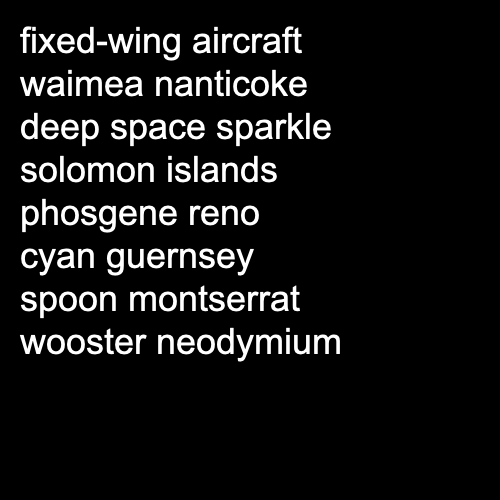 fixed-wing aircraft
waimea nanticoke
deep space sparkle
solomon islands
phosgene reno
cyan guernsey
spoon montserrat
wooster neodymium